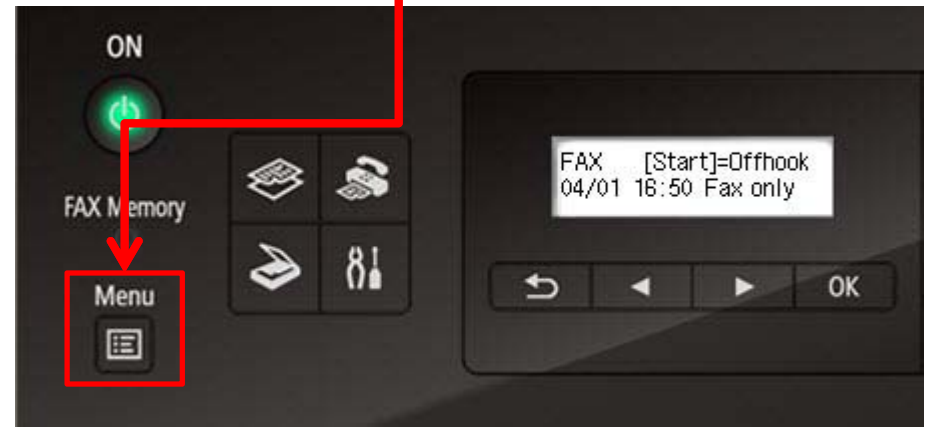 ON
FAX Memory
Menu
FAX [Start]=Offhook
04/01 16:50 Fax only
OK